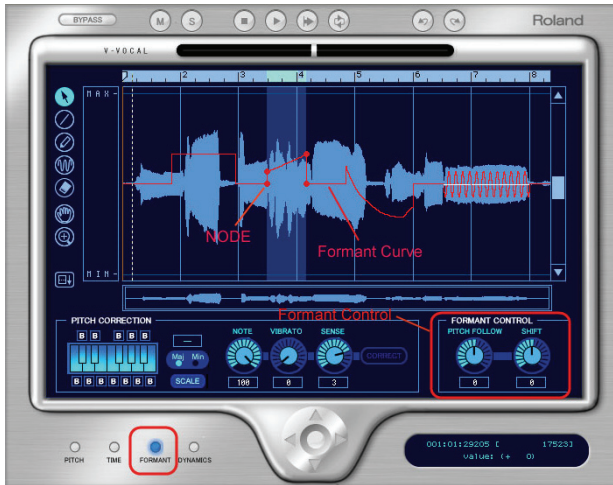 BYPASS
M S
Roland
V-VOCAL
2 3 4 5 6 7 8
MAX
NODE
Formant Curve
MIN
Formant Control
PITCH CORRECTION
FORMANT CONTROL
B B B B B
NOTE VIBRATO SENSE
PITCH FOLLOW SHIFT
Maj Min
CORRECT
B B B B B B B
SCALE
100 0 3
0 0
PITCH TIME FORMANT DYNAMICS
001:01:29205 [ 17523]
value: (+ 0)